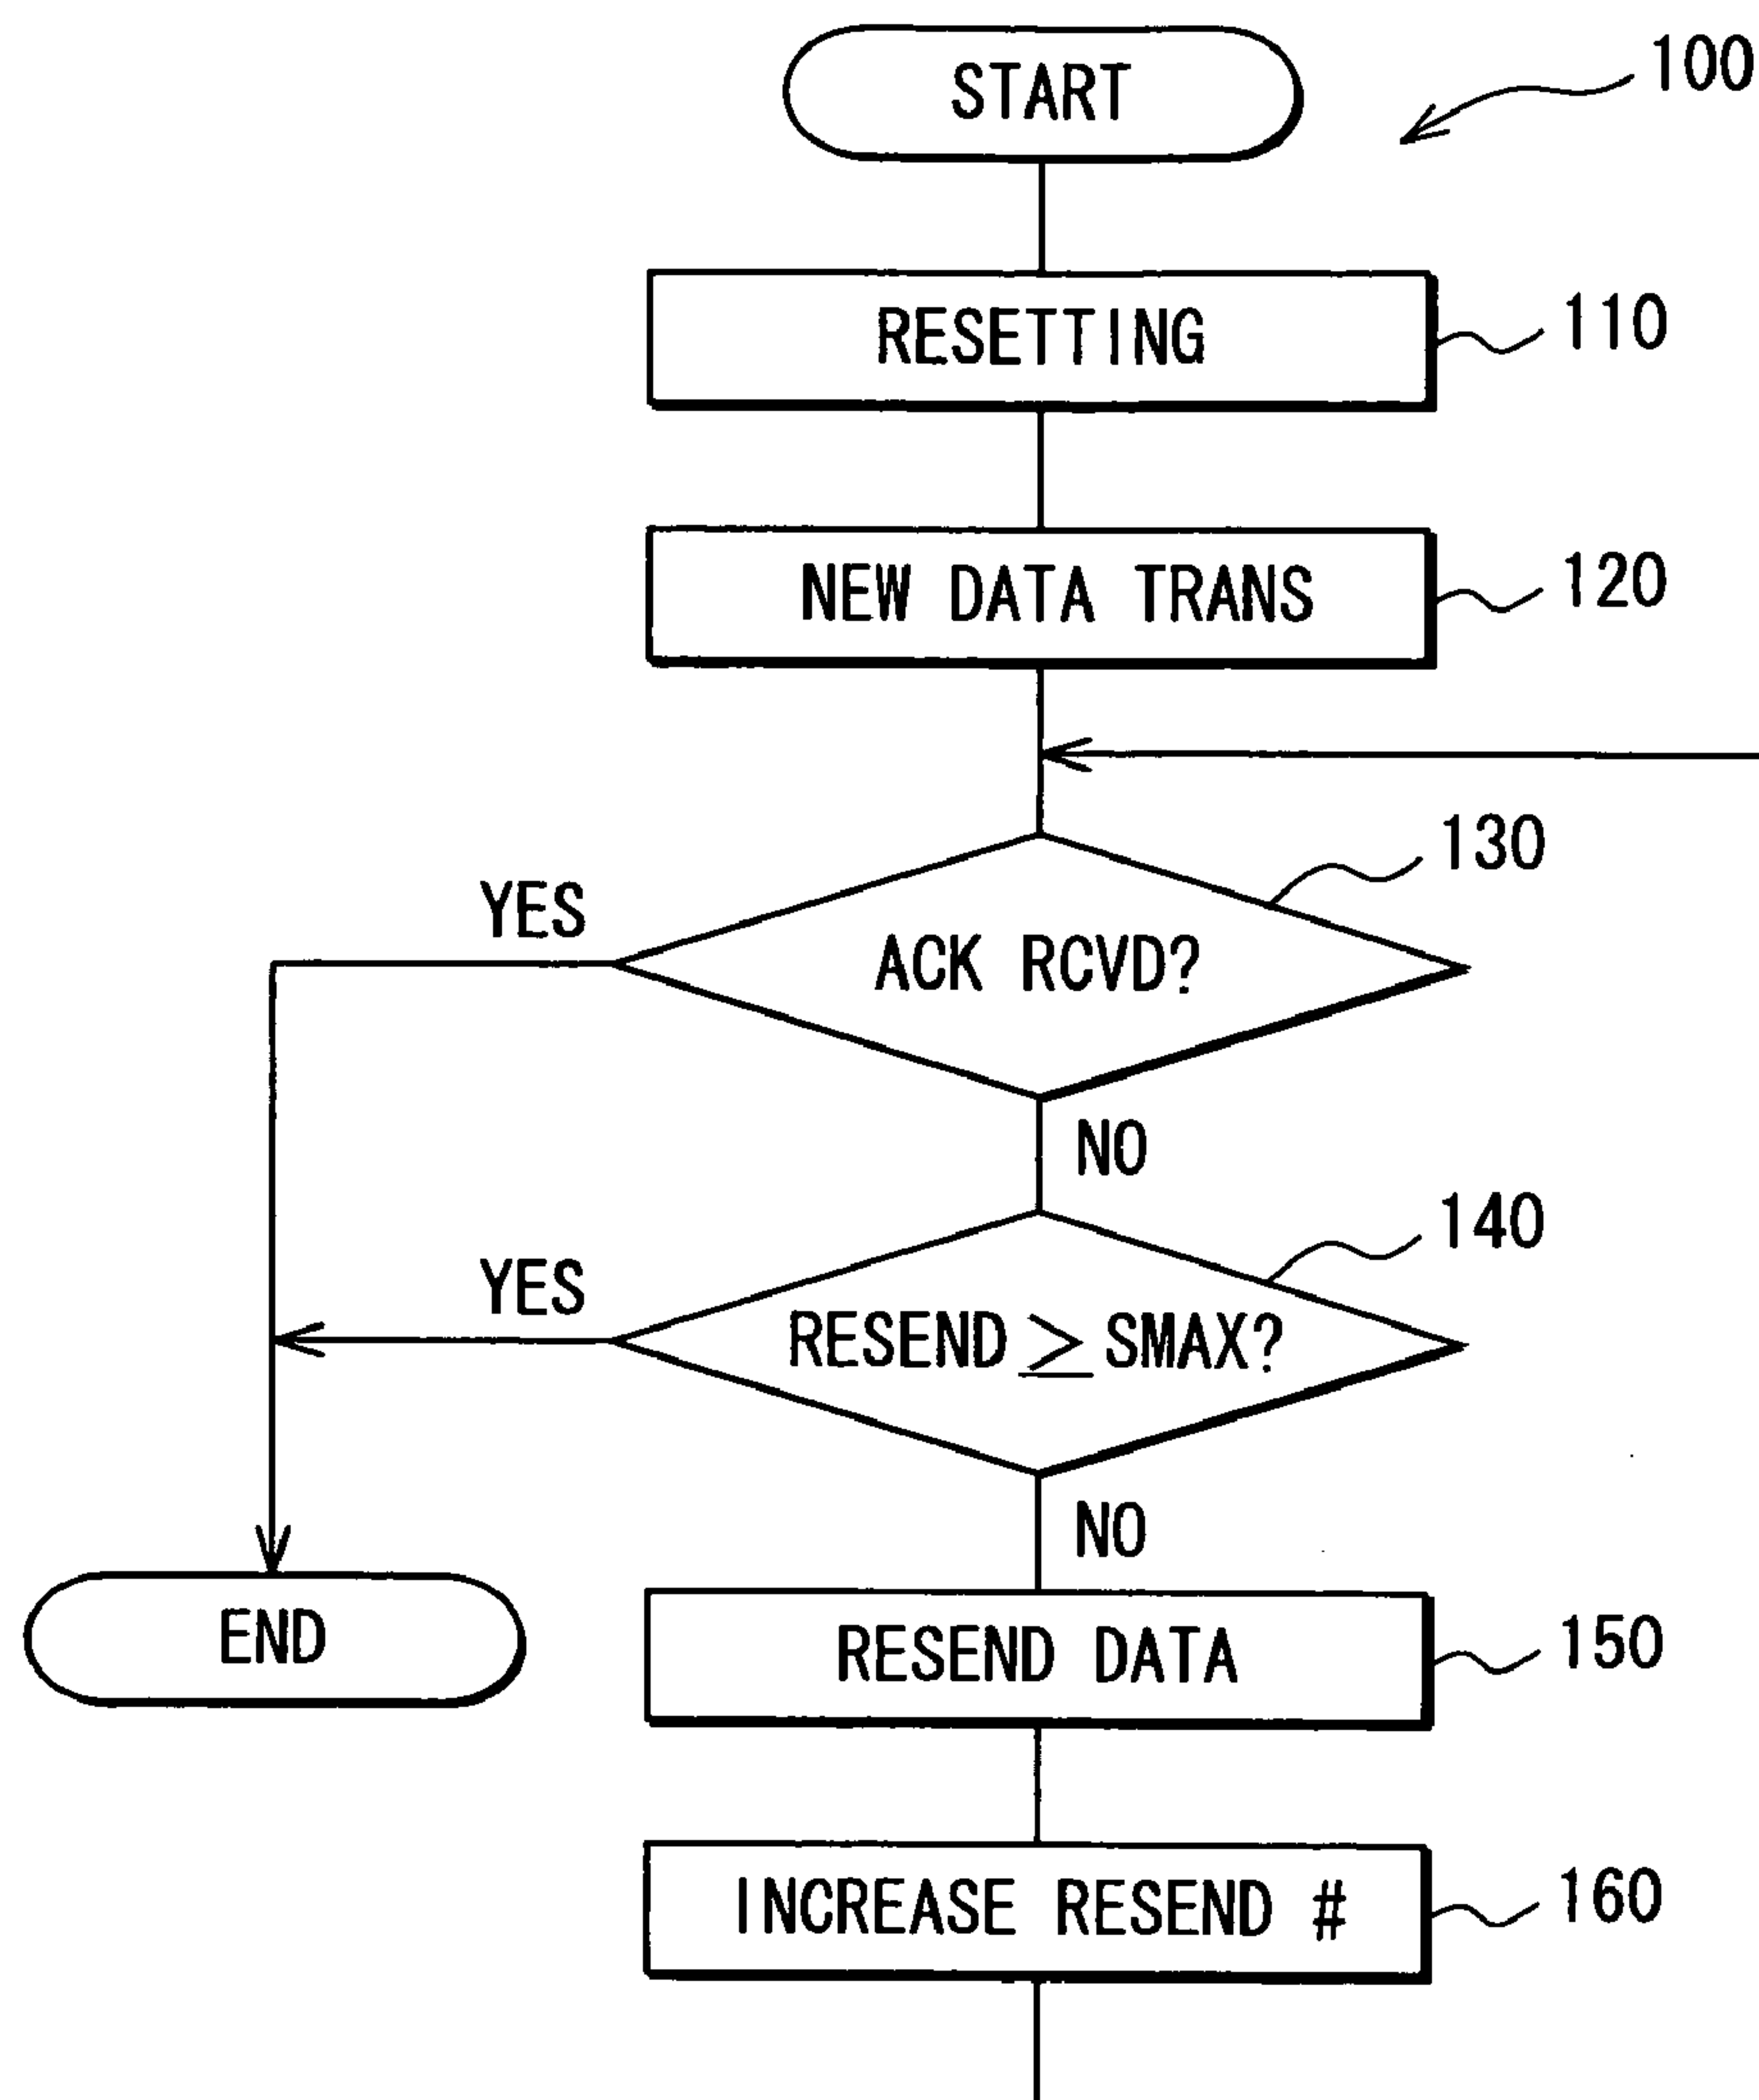 START
100
RESETTING
110
NEW DATA TRANS
120
130
YES
ACK RCVD?
NO
140
YES
RESEND ≥ SMAX?
NO
END
RESEND DATA
150
INCREASE RESEND #
160